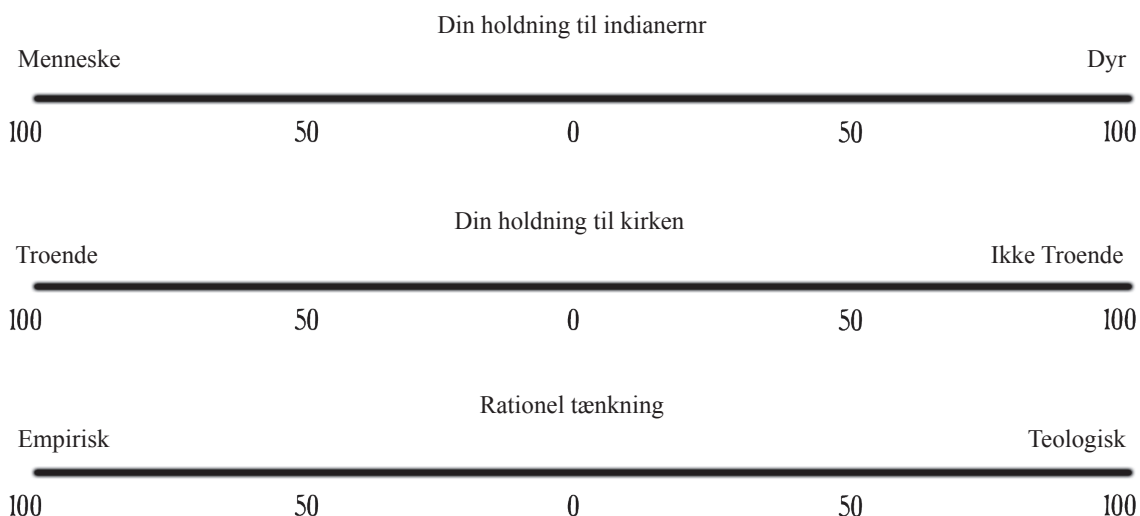 Din holdning til indianernr
Menneske Dyr
100 50 0 50 100
Din holdning til kirken
Troende Ikke Troende
100 50 0 50 100
Rationel tænkning
Empirisk Teologisk
100 50 0 50 100